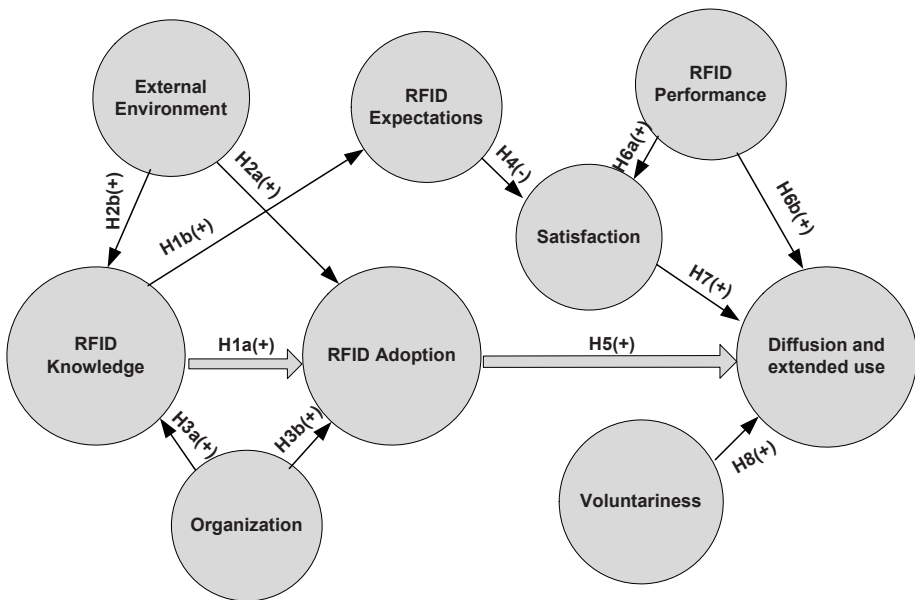 External
Environment
RFID
Expectations
RFID
Performance
H2b(+)
H2a(+)
H1b(+)
H4(-)
H6a(+)
H6b(+)
Satisfaction
H7(+)
RFID
Knowledge
H1a(+)
RFID Adoption
H5(+)
Diffusion and
extended use
H3a(+)
H3b(+)
H8(+)
Organization
Voluntariness